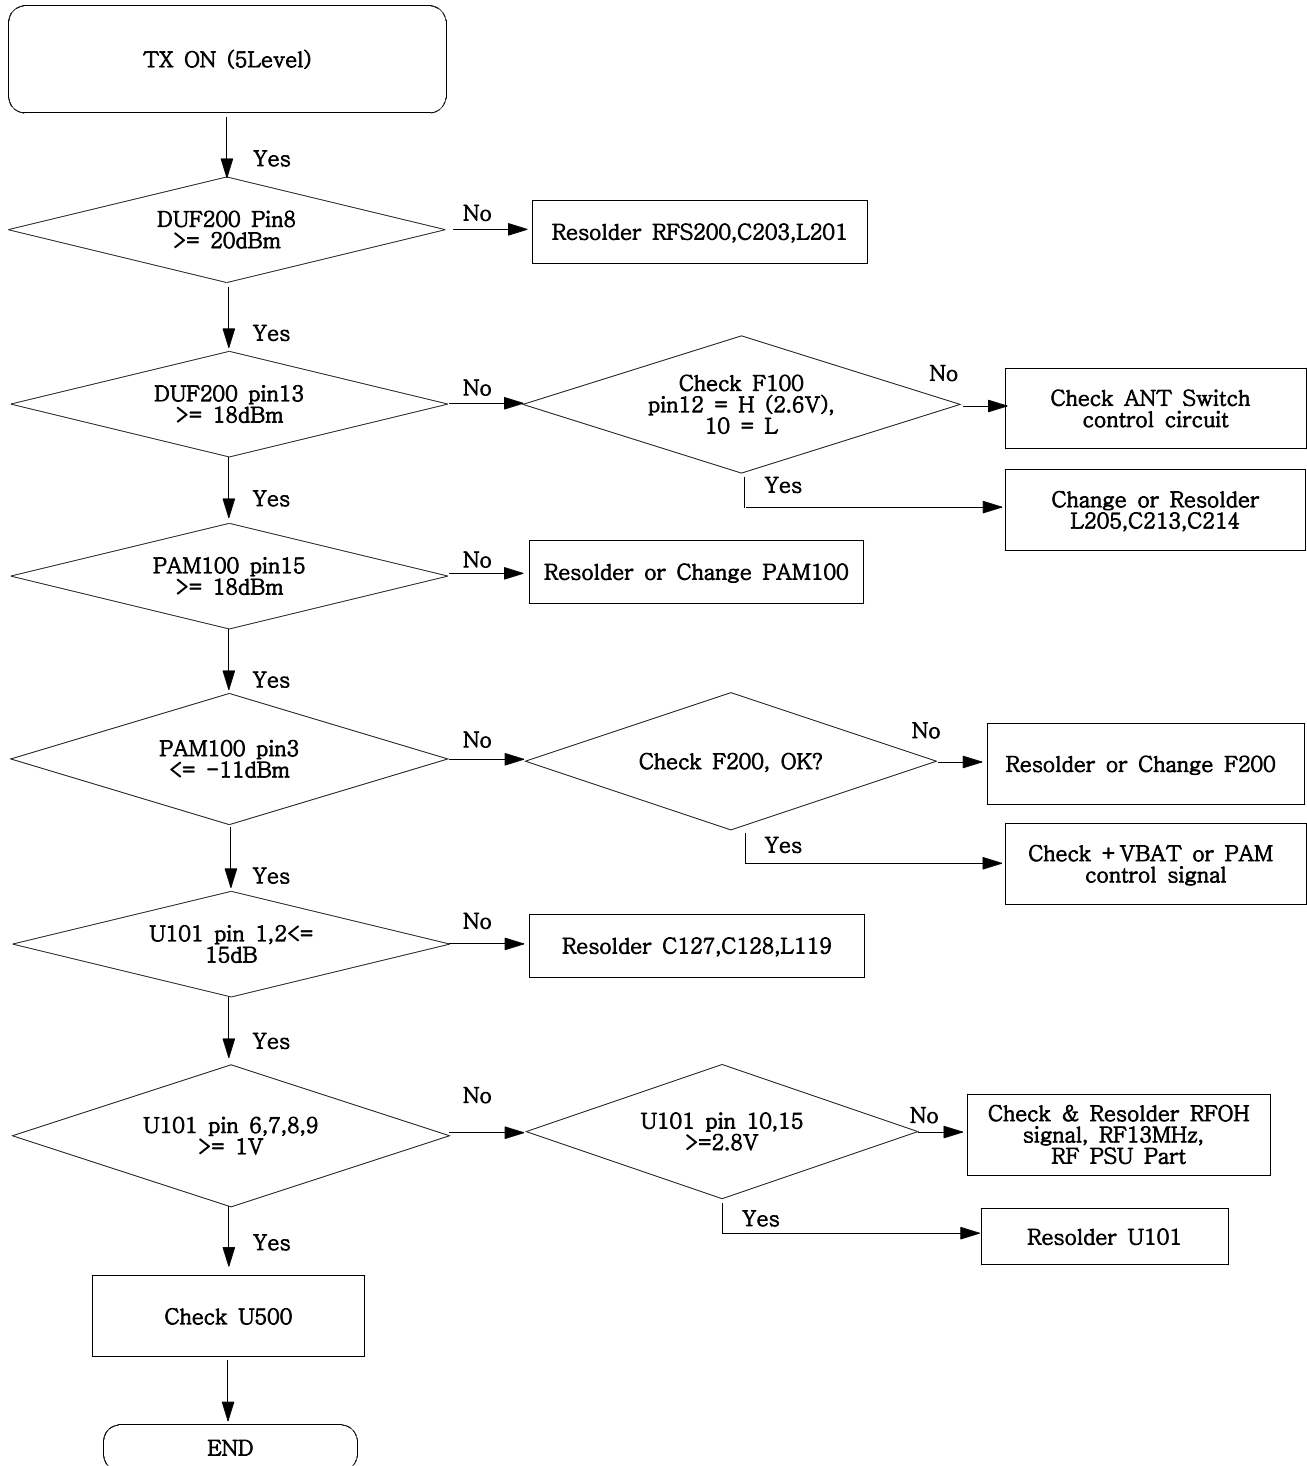 TX ON (5Level)
Yes
DUF200 Pin8
>= 20dBm
No
Resolder RFS200,C203,L201
Yes
DUF200 pin13
>= 18dBm
No
Check F100
pin12 = H (2.6V),
10 = L
No
Check ANT Switch
control circuit
Yes
Change or Resolder
L205,C213,C214
Yes
PAM100 pin15
>= 18dBm
No
Resolder or Change PAM100
Yes
PAM100 pin3
<= -11dBm
No
Check F200, OK?
No
Resolder or Change F200
Yes
Check +VBAT or PAM
control signal
Yes
U101 pin 1,2<=
15dB
No
Resolder C127,C128,L119
Yes
U101 pin 6,7,8,9
>= 1V
No
U101 pin 10,15
>=2.8V
No
Check & Resolder RFOH
signal, RF13MHz,
RF PSU Part
Yes
Resolder U101
Yes
Check U500
END